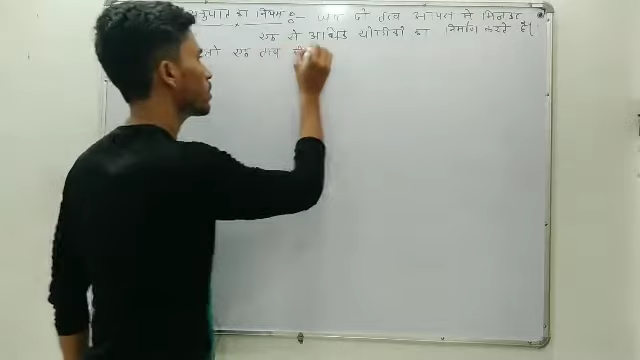 अनुपात का नियम :- जब दो तत्व आपस में मिलकर
एक से अधिक यौगिकों का निर्माण करते हैं।
तो एक तत्व